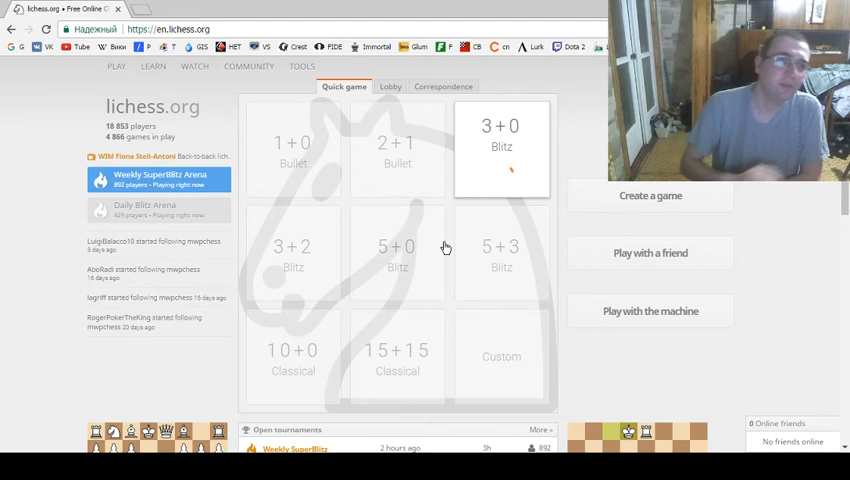 lichess.org • Free Online C
Надежный https://en.lichess.org
G VK Tube Вики T GIS HET VS Crest FIDE Immortal Glum F CB cn Lurk Dota 2
PLAY LEARN WATCH COMMUNITY TOOLS
Quick game Lobby Correspondence
lichess.org
18 853 players
4 866 games in play
WIM Fiona Steil-Antoni Back-to-back lch..
Weekly SuperBlitz Arena
892 players • Playing right now
Daily Blitz Arena
429 players • Playing right now
LuigiBalacco10 started following mwpchess
3 days ago
AboRadi started following mwpchess
16 days ago
lagriff started following mwpchess 16 days ago
RogerPokerTheKing started following
mwpchess 20 days ago
1+0
Bullet
2+1
Bullet
3+0
Blitz
3+2
Blitz
5+0
Blitz
5+3
Blitz
10+0
Classical
15+15
Classical
Custom
Create a game
Play with a friend
Play with the machine
Open tournaments More »
Weekly SuperBlitz 2 hours ago 3h 892
0 Online friends
No friends online